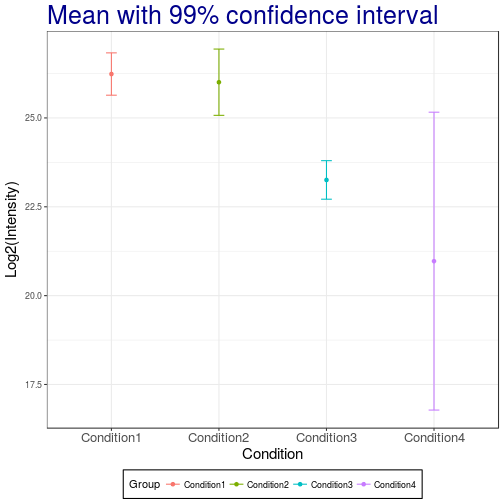 Mean with 99% confidence interval
Log2(Intensity)
25.0
22.5
20.0
17.5
Condition1 Condition2 Condition3 Condition4
Condition
Group Condition1 Condition2 Condition3 Condition4